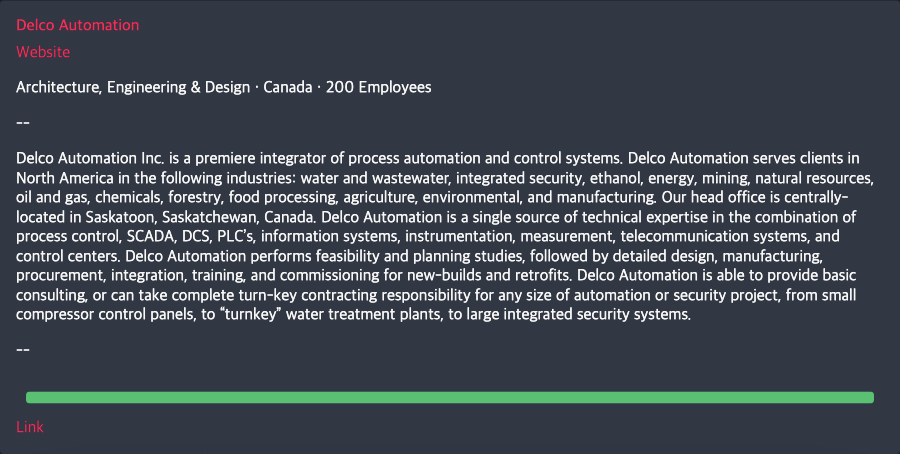 Delco Automation
Website
Architecture, Engineering & Design · Canada · 200 Employees
--
Delco Automation Inc. is a premiere integrator of process automation and control systems. Delco Automation serves clients in
North America in the following industries: water and wastewater, integrated security, ethanol, energy, mining, natural resources,
oil and gas, chemicals, forestry, food processing, agriculture, environmental, and manufacturing. Our head office is centrally-
located in Saskatoon, Saskatchewan, Canada. Delco Automation is a single source of technical expertise in the combination of
process control, SCADA, DCS, PLC's, information systems, instrumentation, measurement, telecommunication systems, and
control centers. Delco Automation performs feasibility and planning studies, followed by detailed design, manufacturing,
procurement, integration, training, and commissioning for new-builds and retrofits. Delco Automation is able to provide basic
consulting, or can take complete turn-key contracting responsibility for any size of automation or security project, from small
compressor control panels, to “turnkey” water treatment plants, to large integrated security systems.
--
Link